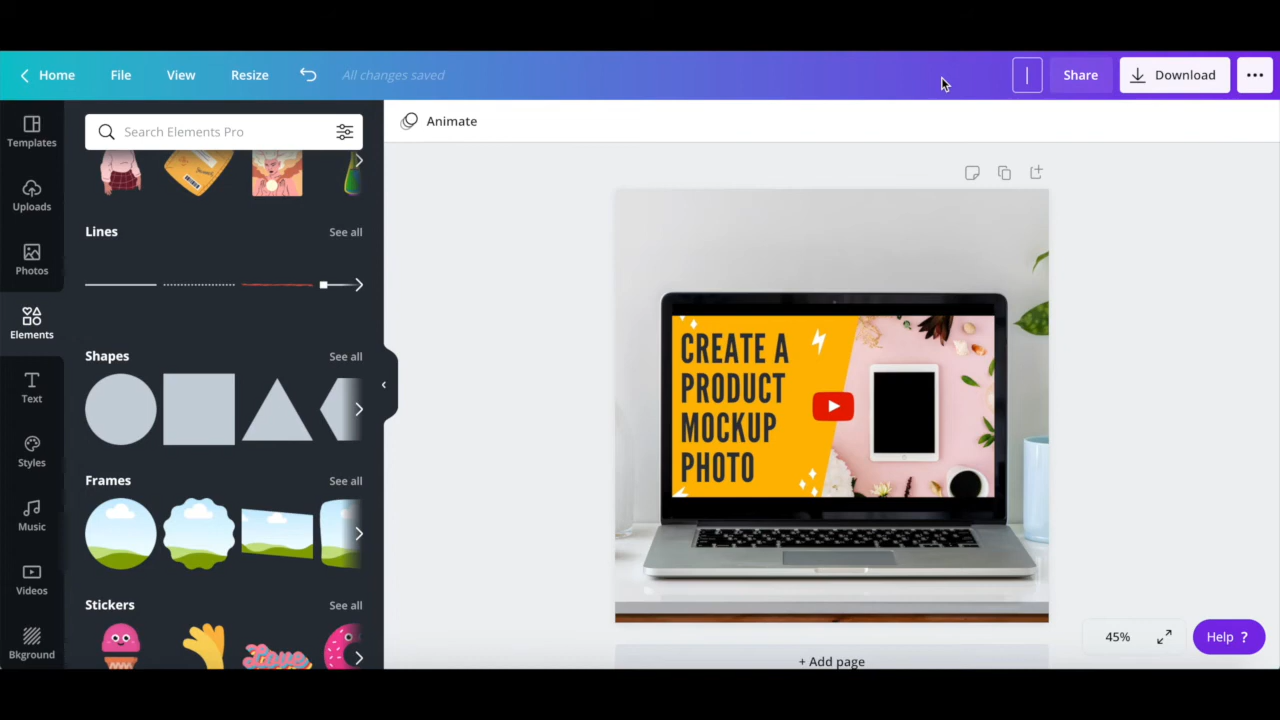 Home
File
View
Resize
All changes saved
Share
Download
Templates
Uploads
Photos
Elements
Text
Styles
Music
Videos
Bkground
Search Elements Pro
Lines
See all
Shapes
See all
Frames
See all
Stickers
See all
Love
Animate
CREATE A
PRODUCT
MOCKUP
PHOTO
+ Add page
45%
Help ?